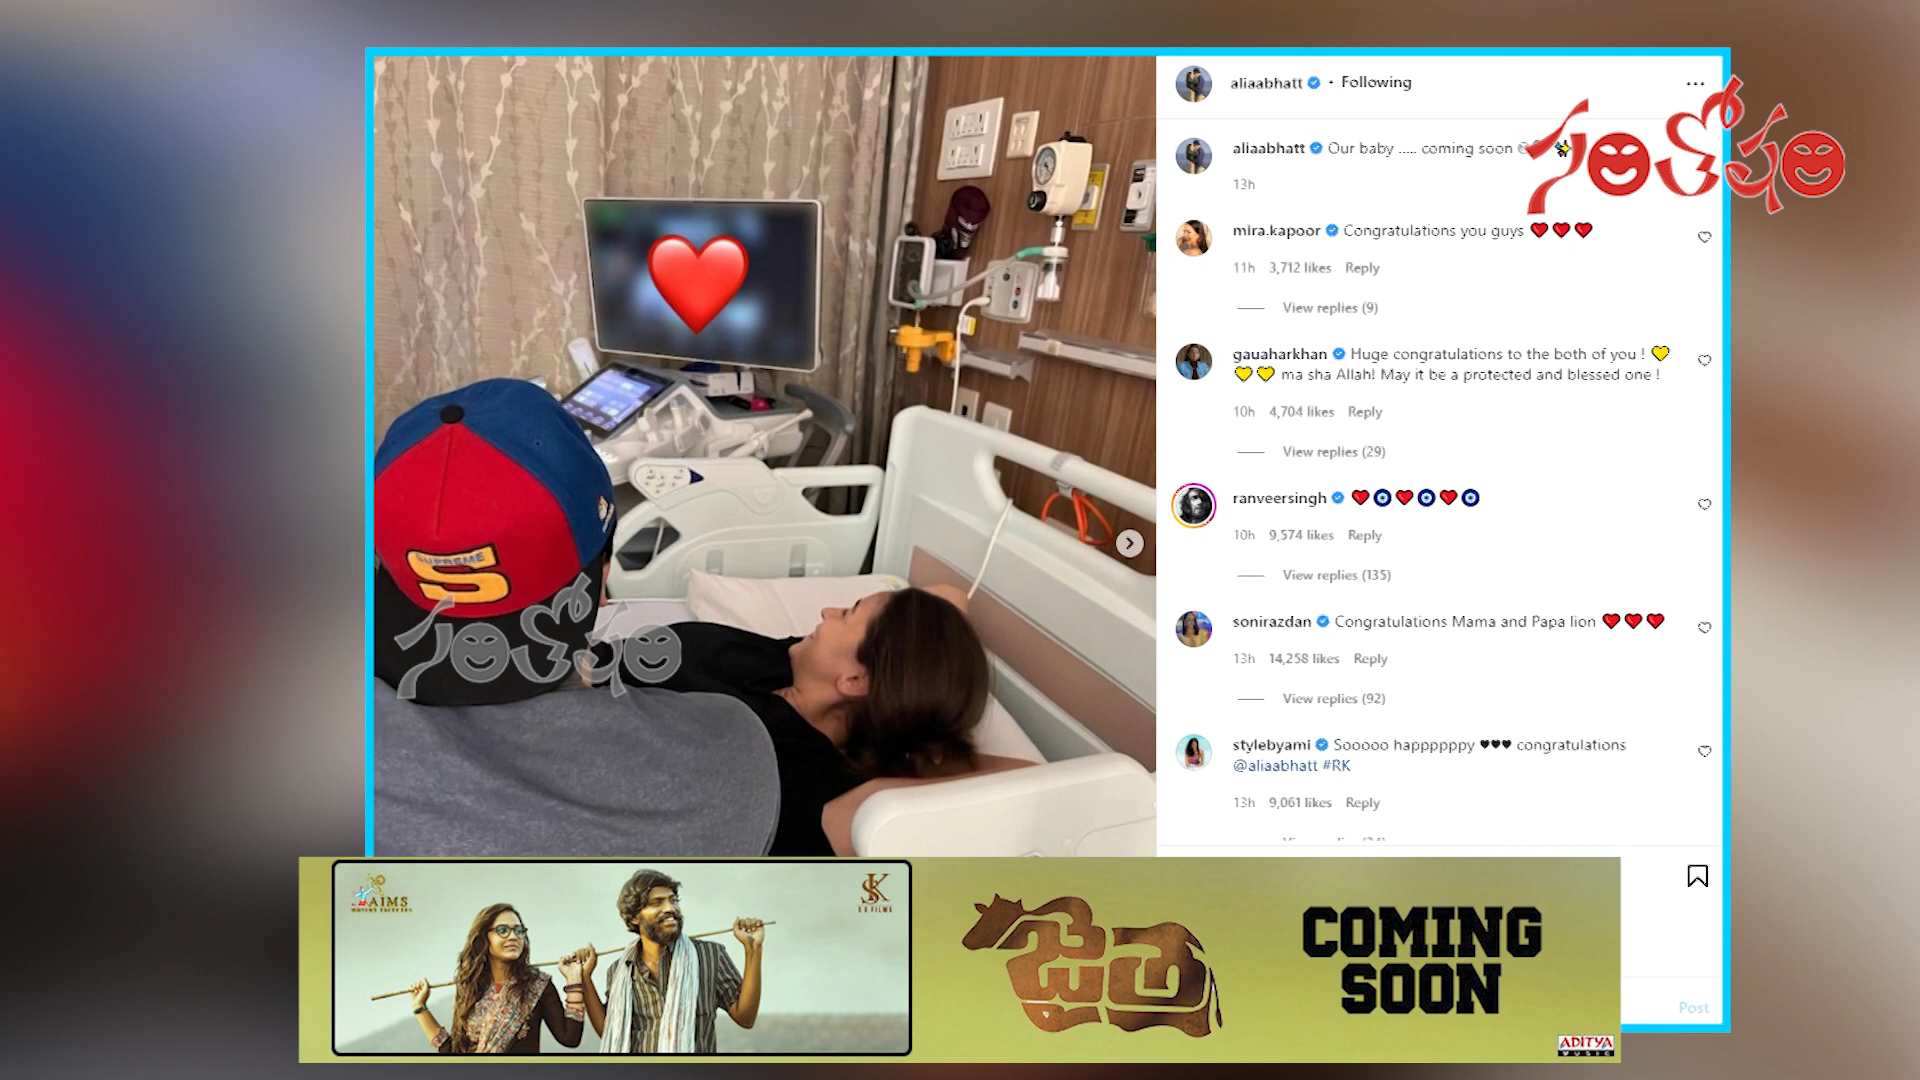 aliaabhatt • Following
aliaabhatt Our baby ..... coming soon
13h
mira.kapoor Congratulations you guys ❤️❤️❤️
11h 3,712 likes Reply
View replies (9)
gauaharkhan Huge congratulations to the both of you ! 💛
💛💛 ma sha Allah! May it be a protected and blessed one !
10h 4,704 likes Reply
View replies (29)
ranveersingh ❤️🧿❤️🧿❤️🧿
10h 9,574 likes Reply
View replies (135)
sonirazdan Congratulations Mama and Papa lion ❤️❤️❤️
13h 14,258 likes Reply
View replies (92)
stylebyami Sooooo happppppy ♥♥♥ congratulations
@aliaabhatt #RK
13h 9,061 likes Reply
Post
సంతోషం
SUPREME
S
సంతోషం
AIMS
SK
S K FILMS
జైత్ర
COMING
SOON
ADITYA
MUSIC